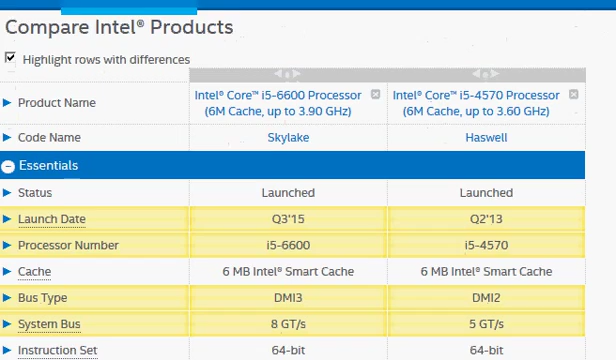 Compare Intel® Products
Highlight rows with differences
Product Name
Intel® Core™ i5-6600 Processor
(6M Cache, up to 3.90 GHz)
Intel® Core™ i5-4570 Processor
(6M Cache, up to 3.60 GHz)
Code Name Skylake Haswell
Essentials
Status Launched Launched
Launch Date Q3'15 Q2'13
Processor Number i5-6600 i5-4570
Cache 6 MB Intel® Smart Cache 6 MB Intel® Smart Cache
Bus Type DMI3 DMI2
System Bus 8 GT/s 5 GT/s
Instruction Set 64-bit 64-bit